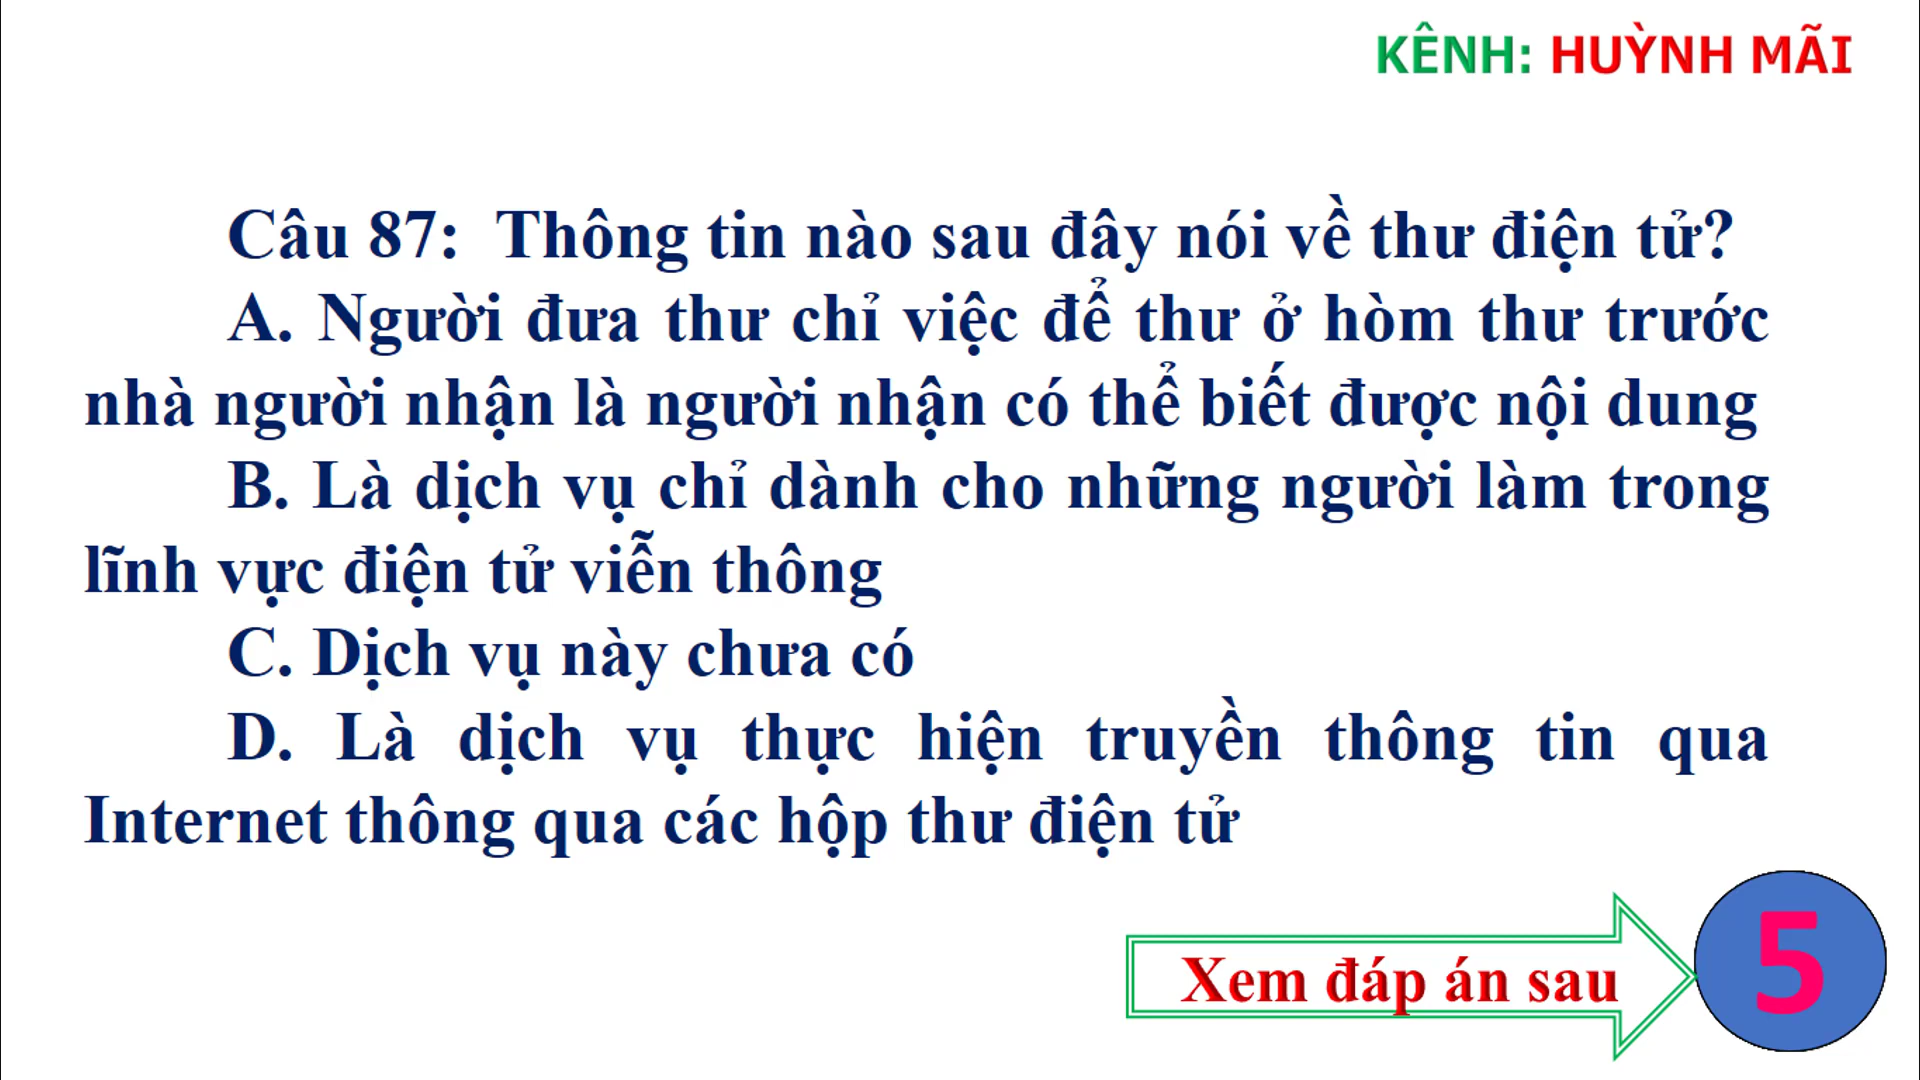 KÊNH: HUỲNH MÃI
Câu 87: Thông tin nào sau đây nói về thư điện tử?
A. Người đưa thư chỉ việc để thư ở hòm thư trước
nhà người nhận là người nhận có thể biết được nội dung
B. Là dịch vụ chỉ dành cho những người làm trong
lĩnh vực điện tử viễn thông
C. Dịch vụ này chưa có
D. Là dịch vụ thực hiện truyền thông tin qua
Internet thông qua các hộp thư điện tử
Xem đáp án sau
5